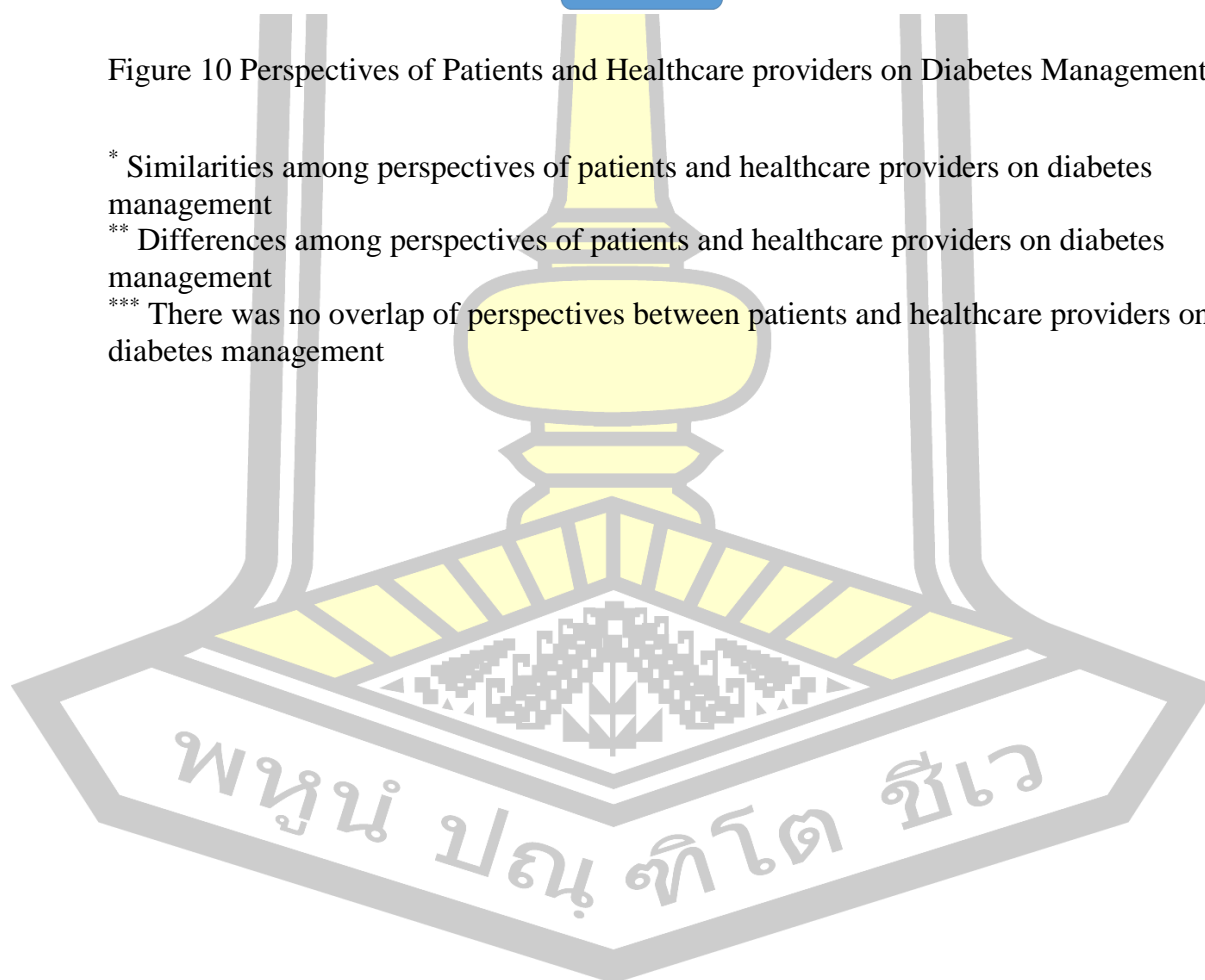 Figure 10 Perspectives of Patients and Healthcare providers on Diabetes Management
* Similarities among perspectives of patients and healthcare providers on diabetes
management
** Differences among perspectives of patients and healthcare providers on diabetes
management
*** There was no overlap of perspectives between patients and healthcare providers on
diabetes management
พหูนํ ปณฺฑิโต ชีเว